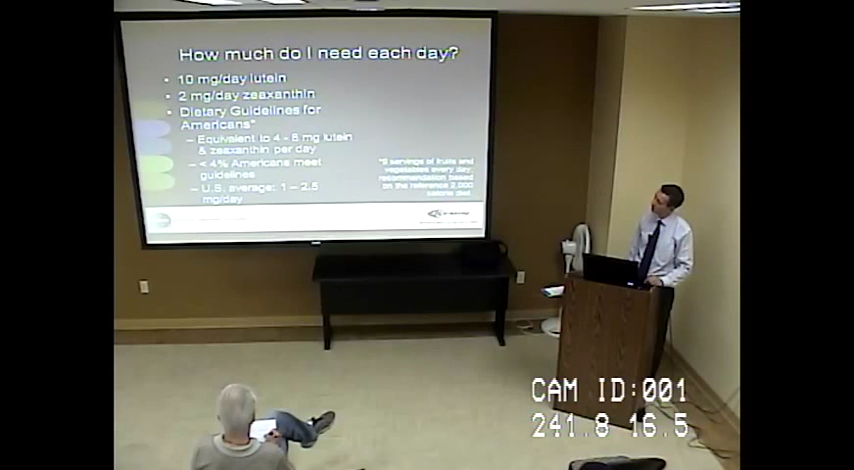 How much do I need each day?
• 10 mg/day lutein
• 2 mg/day zeaxanthin
• Dietary Guidelines for
Americans*
– Equivalent to 4 - 8 mg lutein
& zeaxanthin per day
– < 4% Americans meet
guidelines
– U.S. average: 1 – 2.5
mg/day
*9 servings of fruits and
vegetables every day;
recommendation based
on the reference 2,000
calorie diet.
CAM ID:001
241.8 16.5